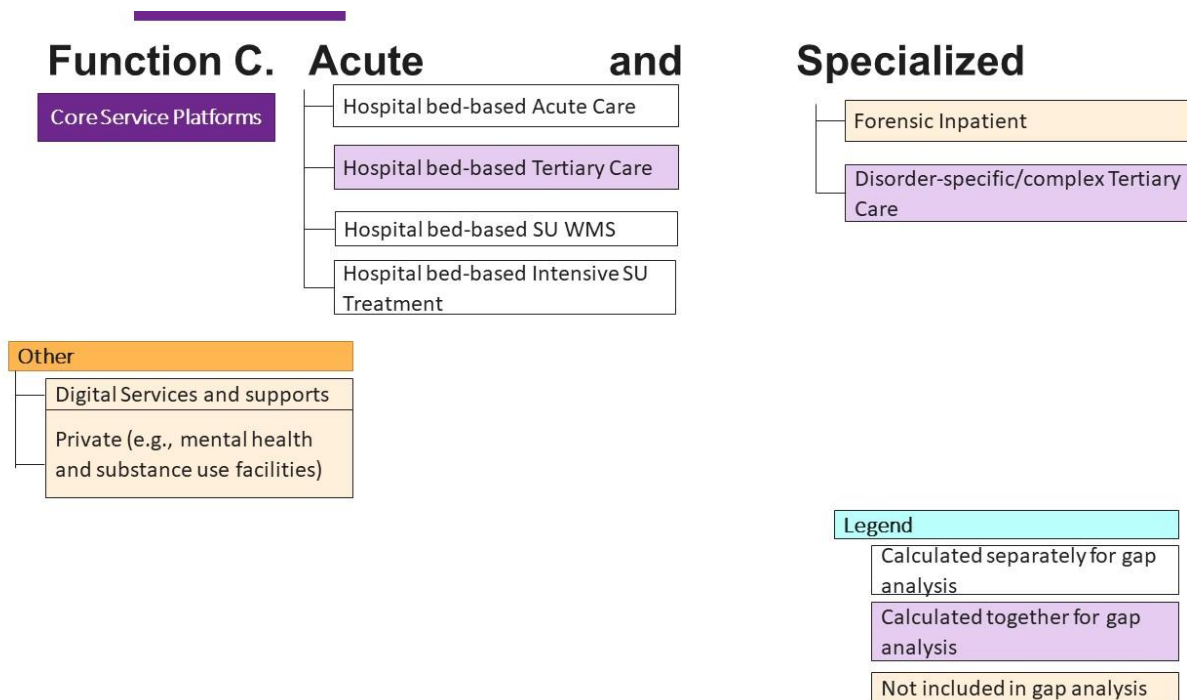 Function C. Acute and Specialized
Core Service Platforms
Hospital bed-based Acute Care
Hospital bed-based Tertiary Care
Hospital bed-based SU WMS
Hospital bed-based Intensive SU
Treatment
Forensic Inpatient
Disorder-specific/complex Tertiary
Care
Other
Digital Services and supports
Private (e.g., mental health
and substance use facilities)
Legend
Calculated separately for gap
analysis
Calculated together for gap
analysis
Not included in gap analysis